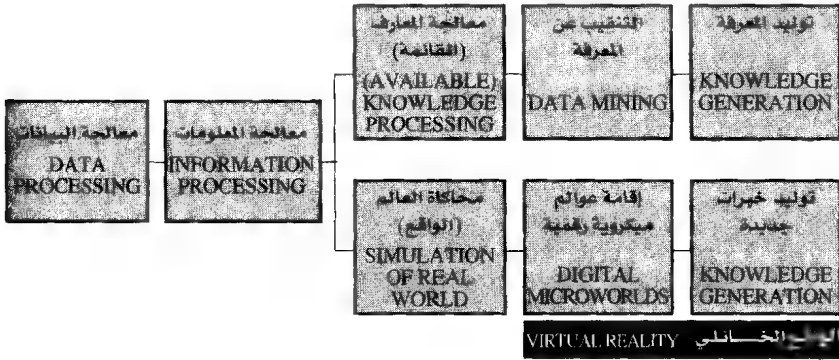 معالجة المعارف
(القائمة)
(AVAILABLE)
KNOWLEDGE
PROCESSING
التنقيب عن
المعرفة
DATA MINING
توليد المعرفة
KNOWLEDGE
GENERATION
معالجة البيانات
DATA
PROCESSING
معالجة المعلومات
INFORMATION
PROCESSING
محاكاة العالم
(الواقع)
SIMULATION
OF REAL
WORLD
إقامة عوالم
ميكروية رقمية
DIGITAL
MICROWORLDS
توليد خبرات
جديدة
KNOWLEDGE
GENERATION
VIRTUAL REALITY الخائلي